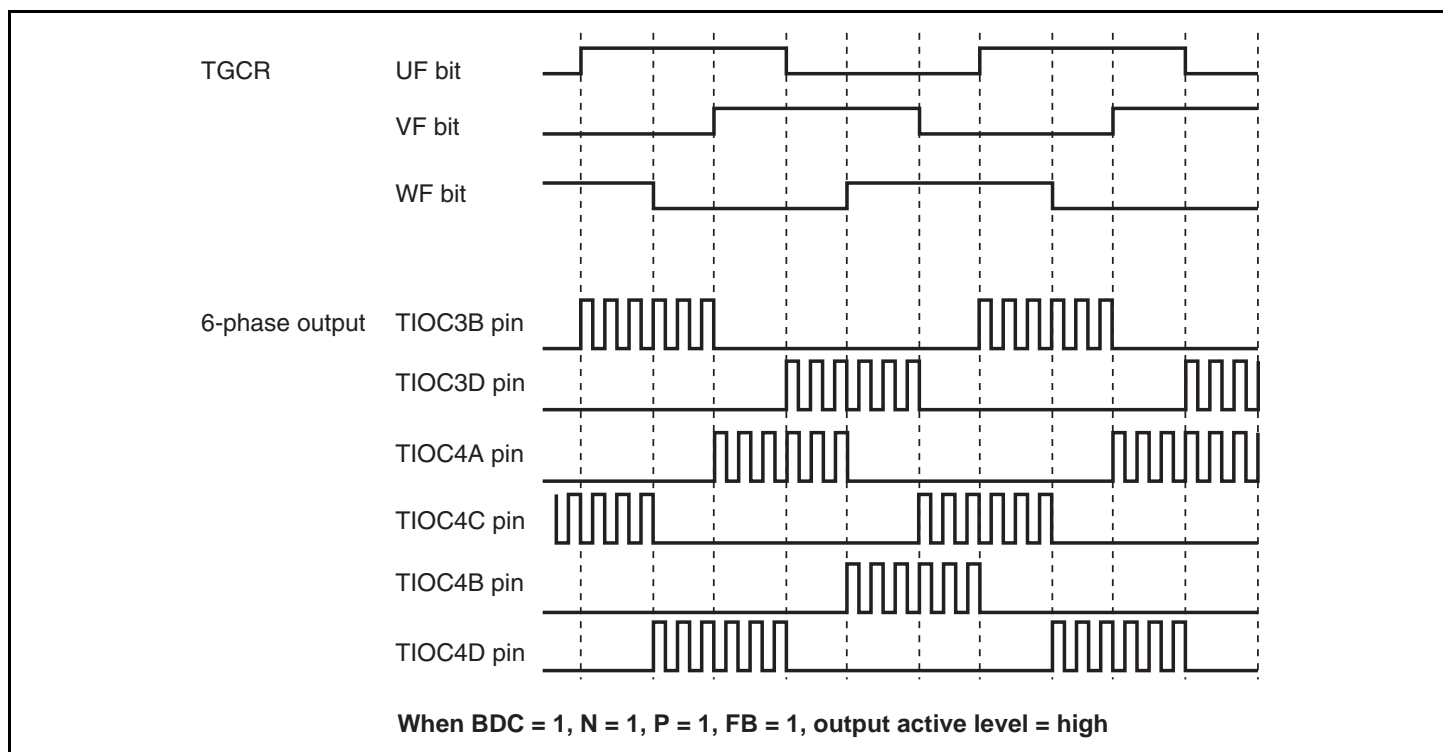 TGCR UF bit
VF bit
WF bit
6-phase output TIOC3B pin
TIOC3D pin
TIOC4A pin
TIOC4C pin
TIOC4B pin
TIOC4D pin
When BDC = 1, N = 1, P = 1, FB = 1, output active level = high